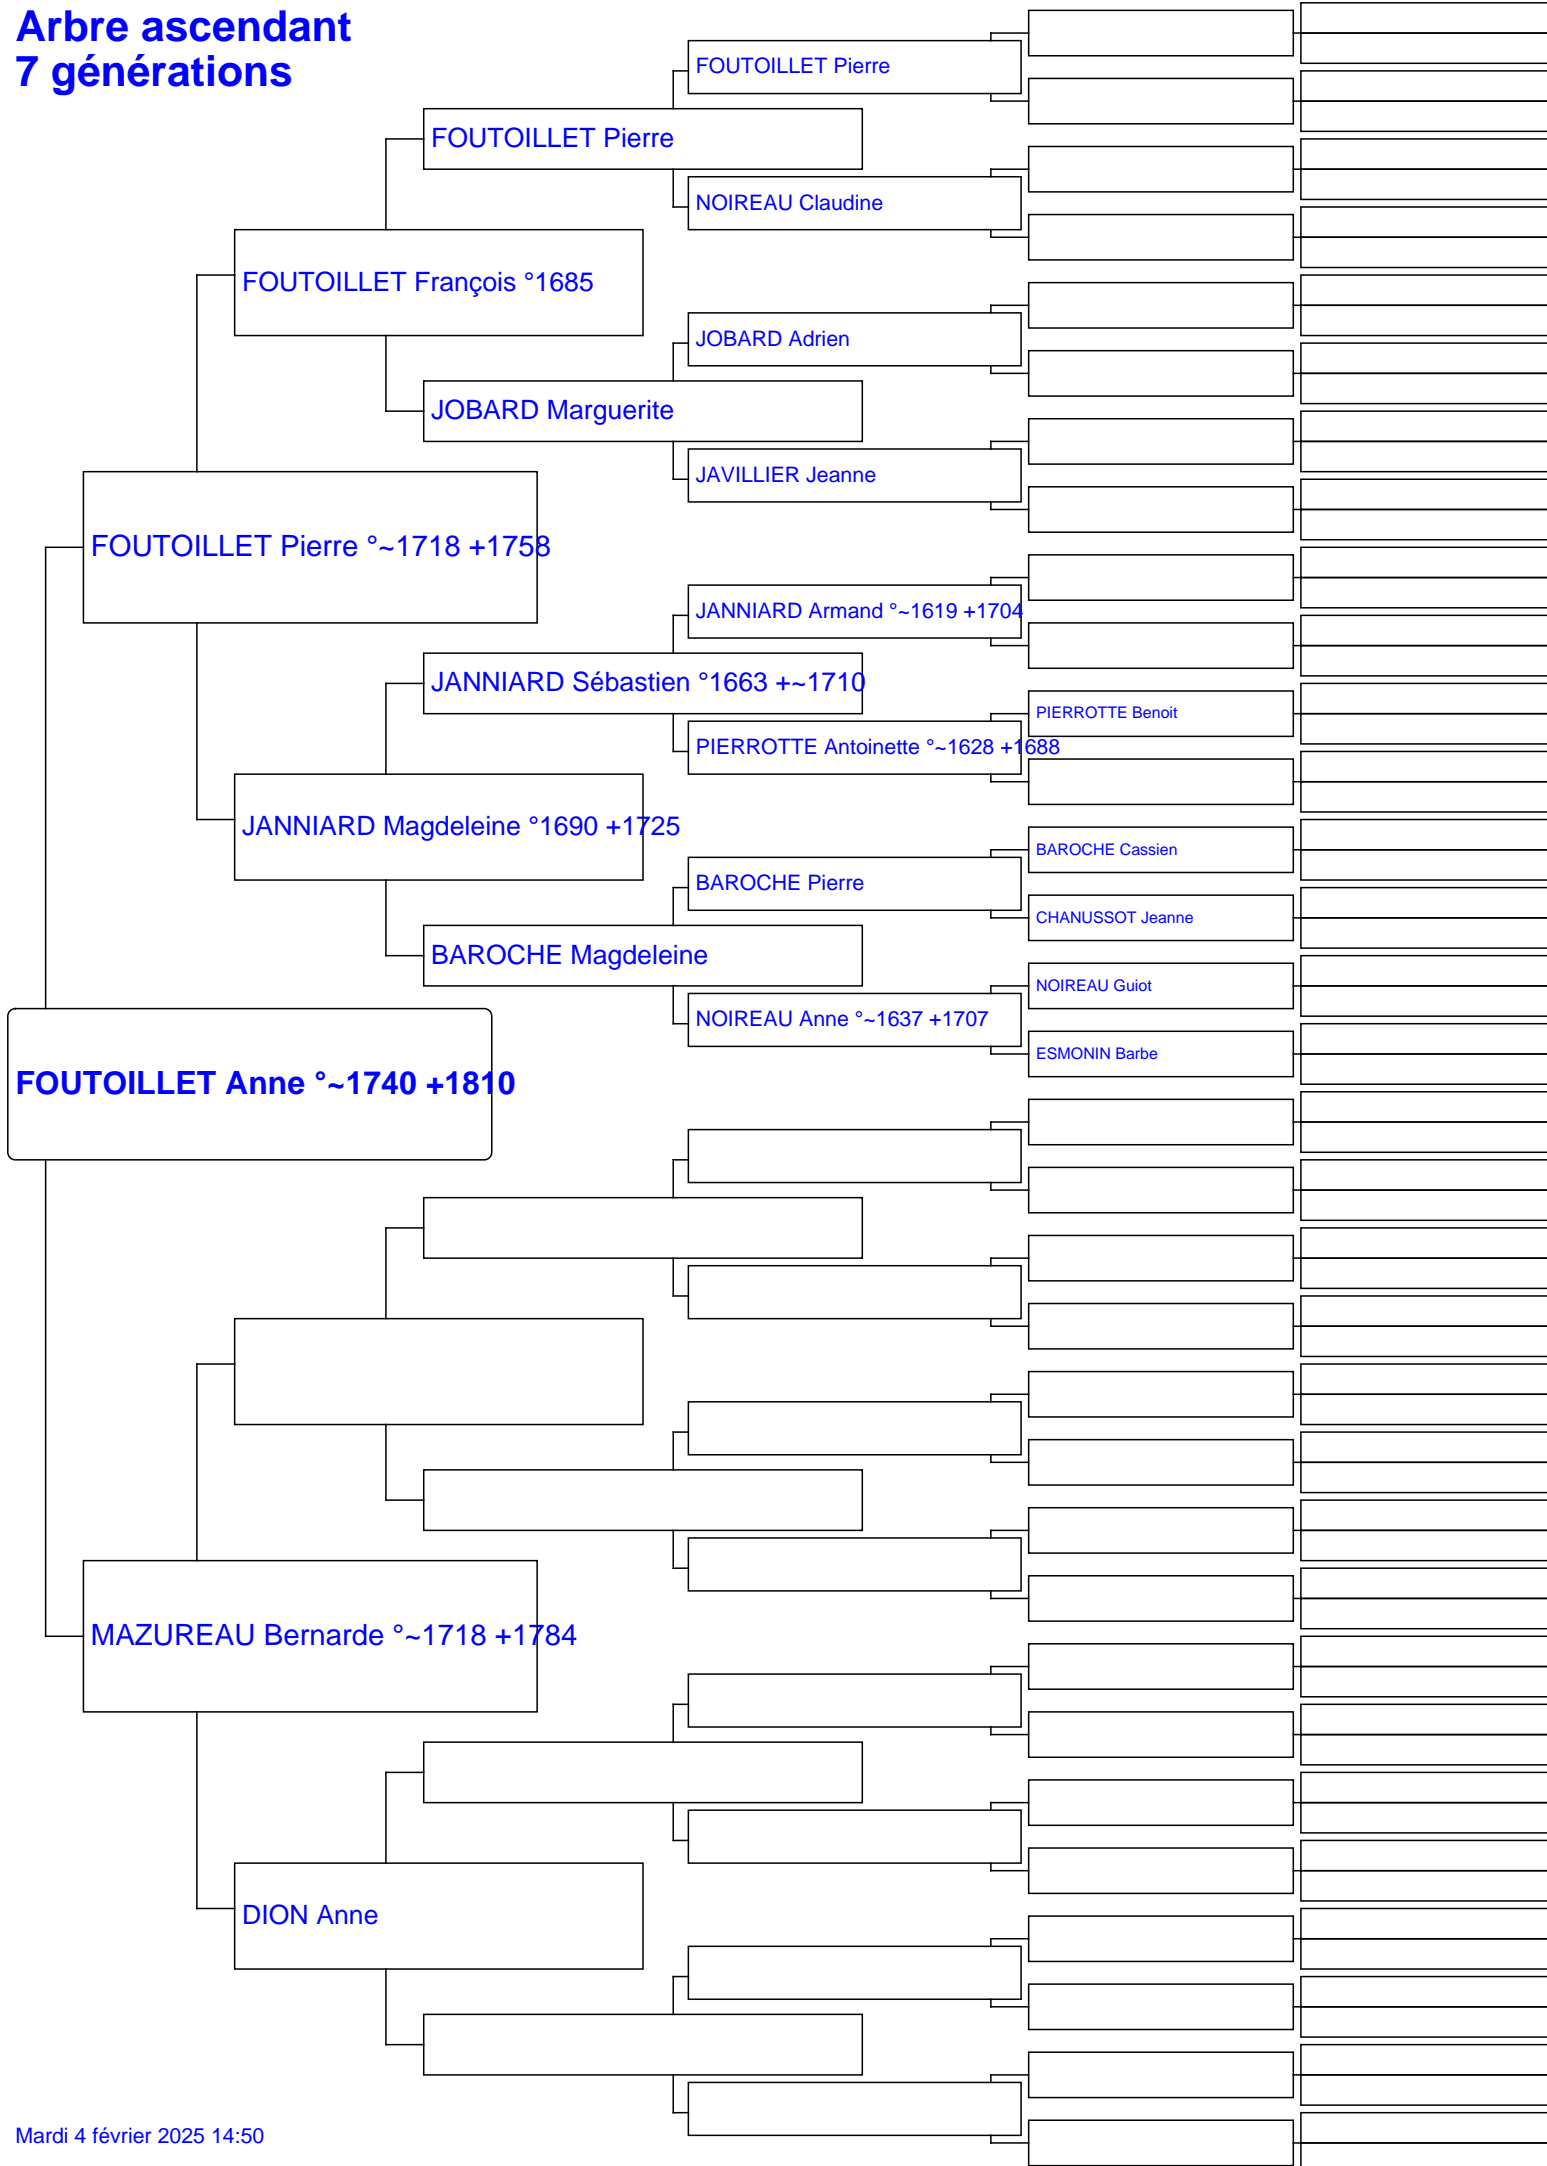 Arbre ascendant
7 générations
FOUTOILLET Pierre
FOUTOILLET Pierre
NOIREAU Claudine
FOUTOILLET François °1685
JOBARD Adrien
JOBARD Marguerite
JAVILLIER Jeanne
FOUTOILLET Pierre °~1718 +1758
JANNIARD Armand °~1619 +1704
JANNIARD Sébastien °1663 +~1710
PIERROTTE Benoit
PIERROTTE Antoinette °~1628 +1688
JANNIARD Magdeleine °1690 +1725
BAROCHE Cassien
BAROCHE Pierre
CHANUSSOT Jeanne
BAROCHE Magdeleine
NOIREAU Guiot
NOIREAU Anne °~1637 +1707
ESMONIN Barbe
FOUTOILLET Anne °~1740 +1810
MAZUREAU Bernarde °~1718 +1784
DION Anne
Mardi 4 février 2025 14:50